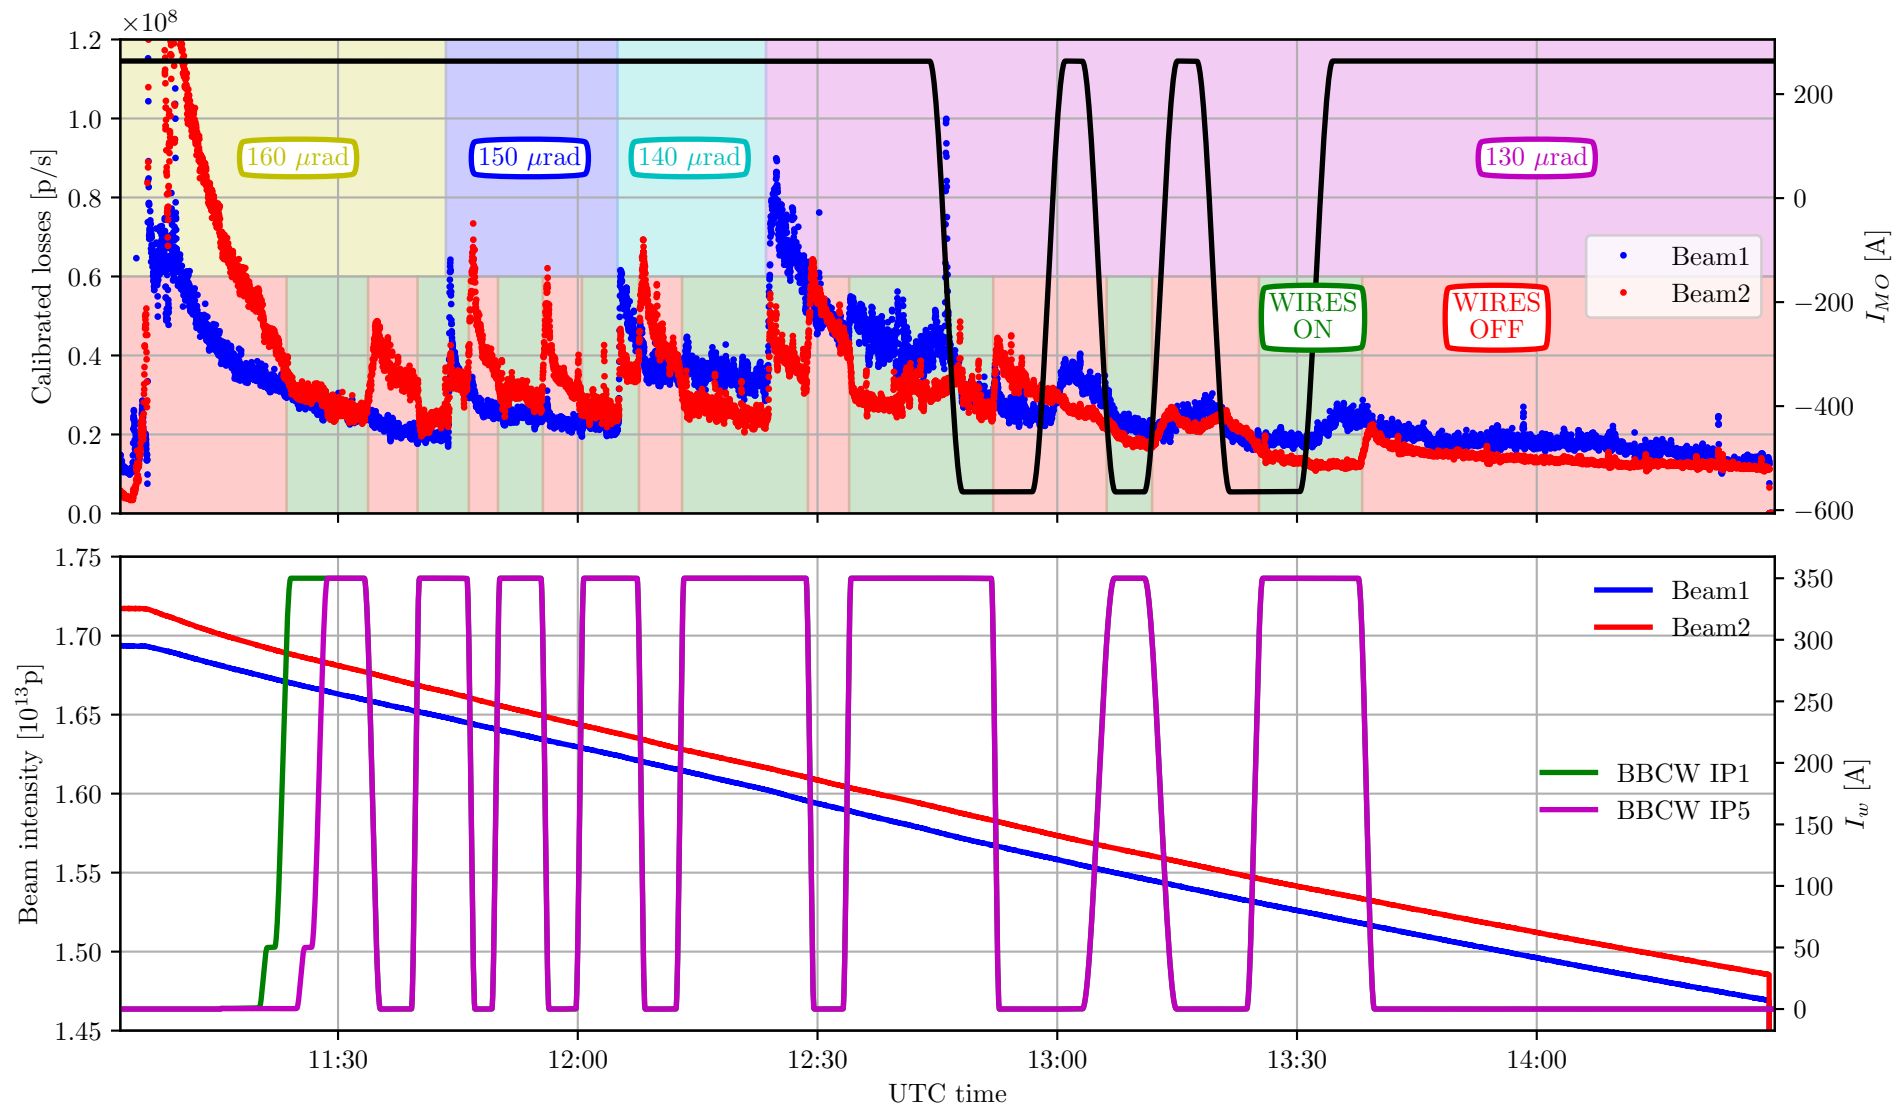 ×10⁸
1.2
1.0
0.8
0.6
0.4
0.2
0.0
Calibrated losses [p/s]
160 μrad
150 μrad
140 μrad
130 μrad
Beam1
Beam2
WIRES
ON
WIRES
OFF
200
0
−200
−400
−600
I_MO [A]
1.75
1.70
1.65
1.60
1.55
1.50
1.45
Beam intensity [10¹³p]
Beam1
Beam2
BBCW IP1
BBCW IP5
350
300
250
200
150
100
50
0
I_w [A]
11:30
12:00
12:30
13:00
13:30
14:00
UTC time